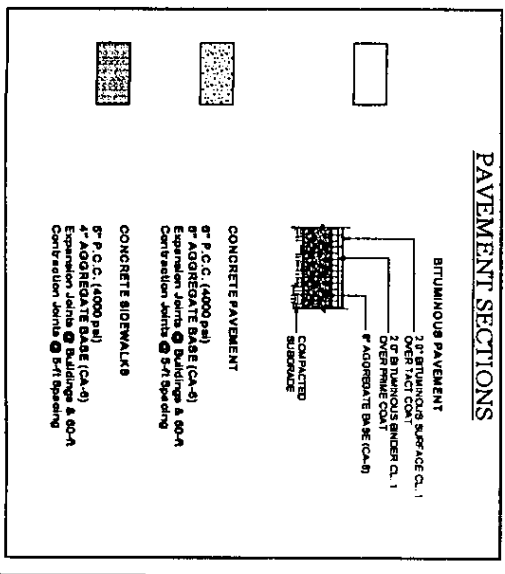 PAVEMENT SECTIONS
BITUMINOUS PAVEMENT
2.0" BITUMINOUS SURFACE CL. 1
OVER TACT COAT
2.0" BITUMINOUS BINDER CL. 1
OVER PRIME COAT
AGGREGATE BASE (CA-6)
COMPACTED
SUBGRADE
CONCRETE PAVEMENT
P.C.C. (4000 psi)
AGGREGATE BASE (CA-6)
Expansion Joints @ Buildings & 60-ft
Contraction Joints @ 5-ft Spacing
CONCRETE SIDEWALKS
5" P.C.C. (4000 psi)
4" AGGREGATE BASE (CA-6)
Expansion Joints @ Buildings & 60-ft
Contraction Joints @ 5-ft Spacing